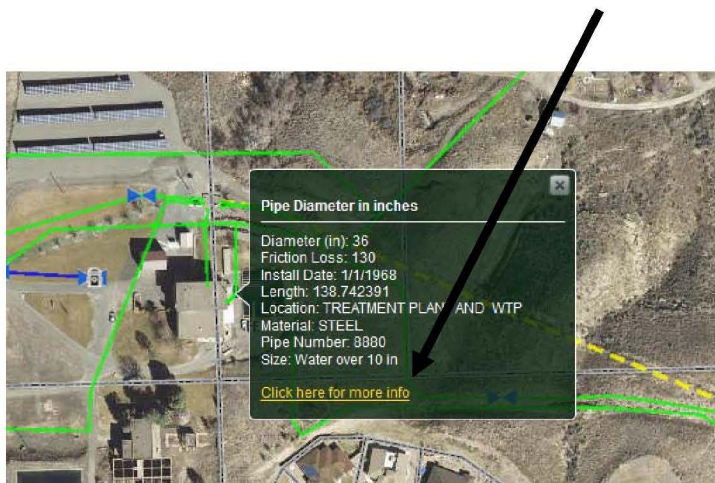 Pipe Diameter in inches
Diameter (in): 36
Friction Loss: 130
Install Date: 1/1/1968
Length: 138.742391
Location: TREATMENT PLANT AND WTP
Material: STEEL
Pipe Number: 8880
Size: Water over 10 in
Click here for more info